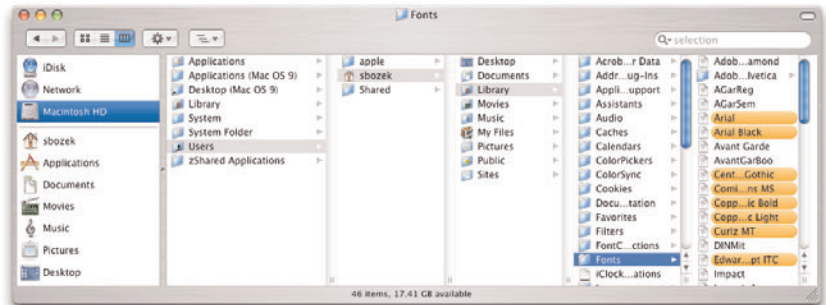 Fonts
selection
iDisk
Network
Macintosh HD
sbozek
Applications
Documents
Movies
Music
Pictures
Desktop
Applications
Applications (Mac OS 9)
Desktop (Mac OS 9)
Library
System
System Folder
Users
zShared Applications
apple
sbozek
Shared
Desktop
Documents
Library
Movies
Music
My Files
Pictures
Public
Sites
Acrob...r Data
Addr...ug-Ins
Appli...upport
Assistants
Audio
Caches
Calendars
ColorPickers
ColorSync
Cookies
Docu...tation
Favorites
Filters
FontC...ctions
Fonts
iClock...ations
Adob...amond
Adob...lvetica
AGarReg
AGarSem
Arial
Arial Black
Avant Garde
AvantGarBoo
Cent...Gothic
Comi...ns MS
Copp...ic Bold
Copp...c Light
Curlz MT
DINMit
Edwar...pt ITC
Impact
46 items, 17.41 GB available